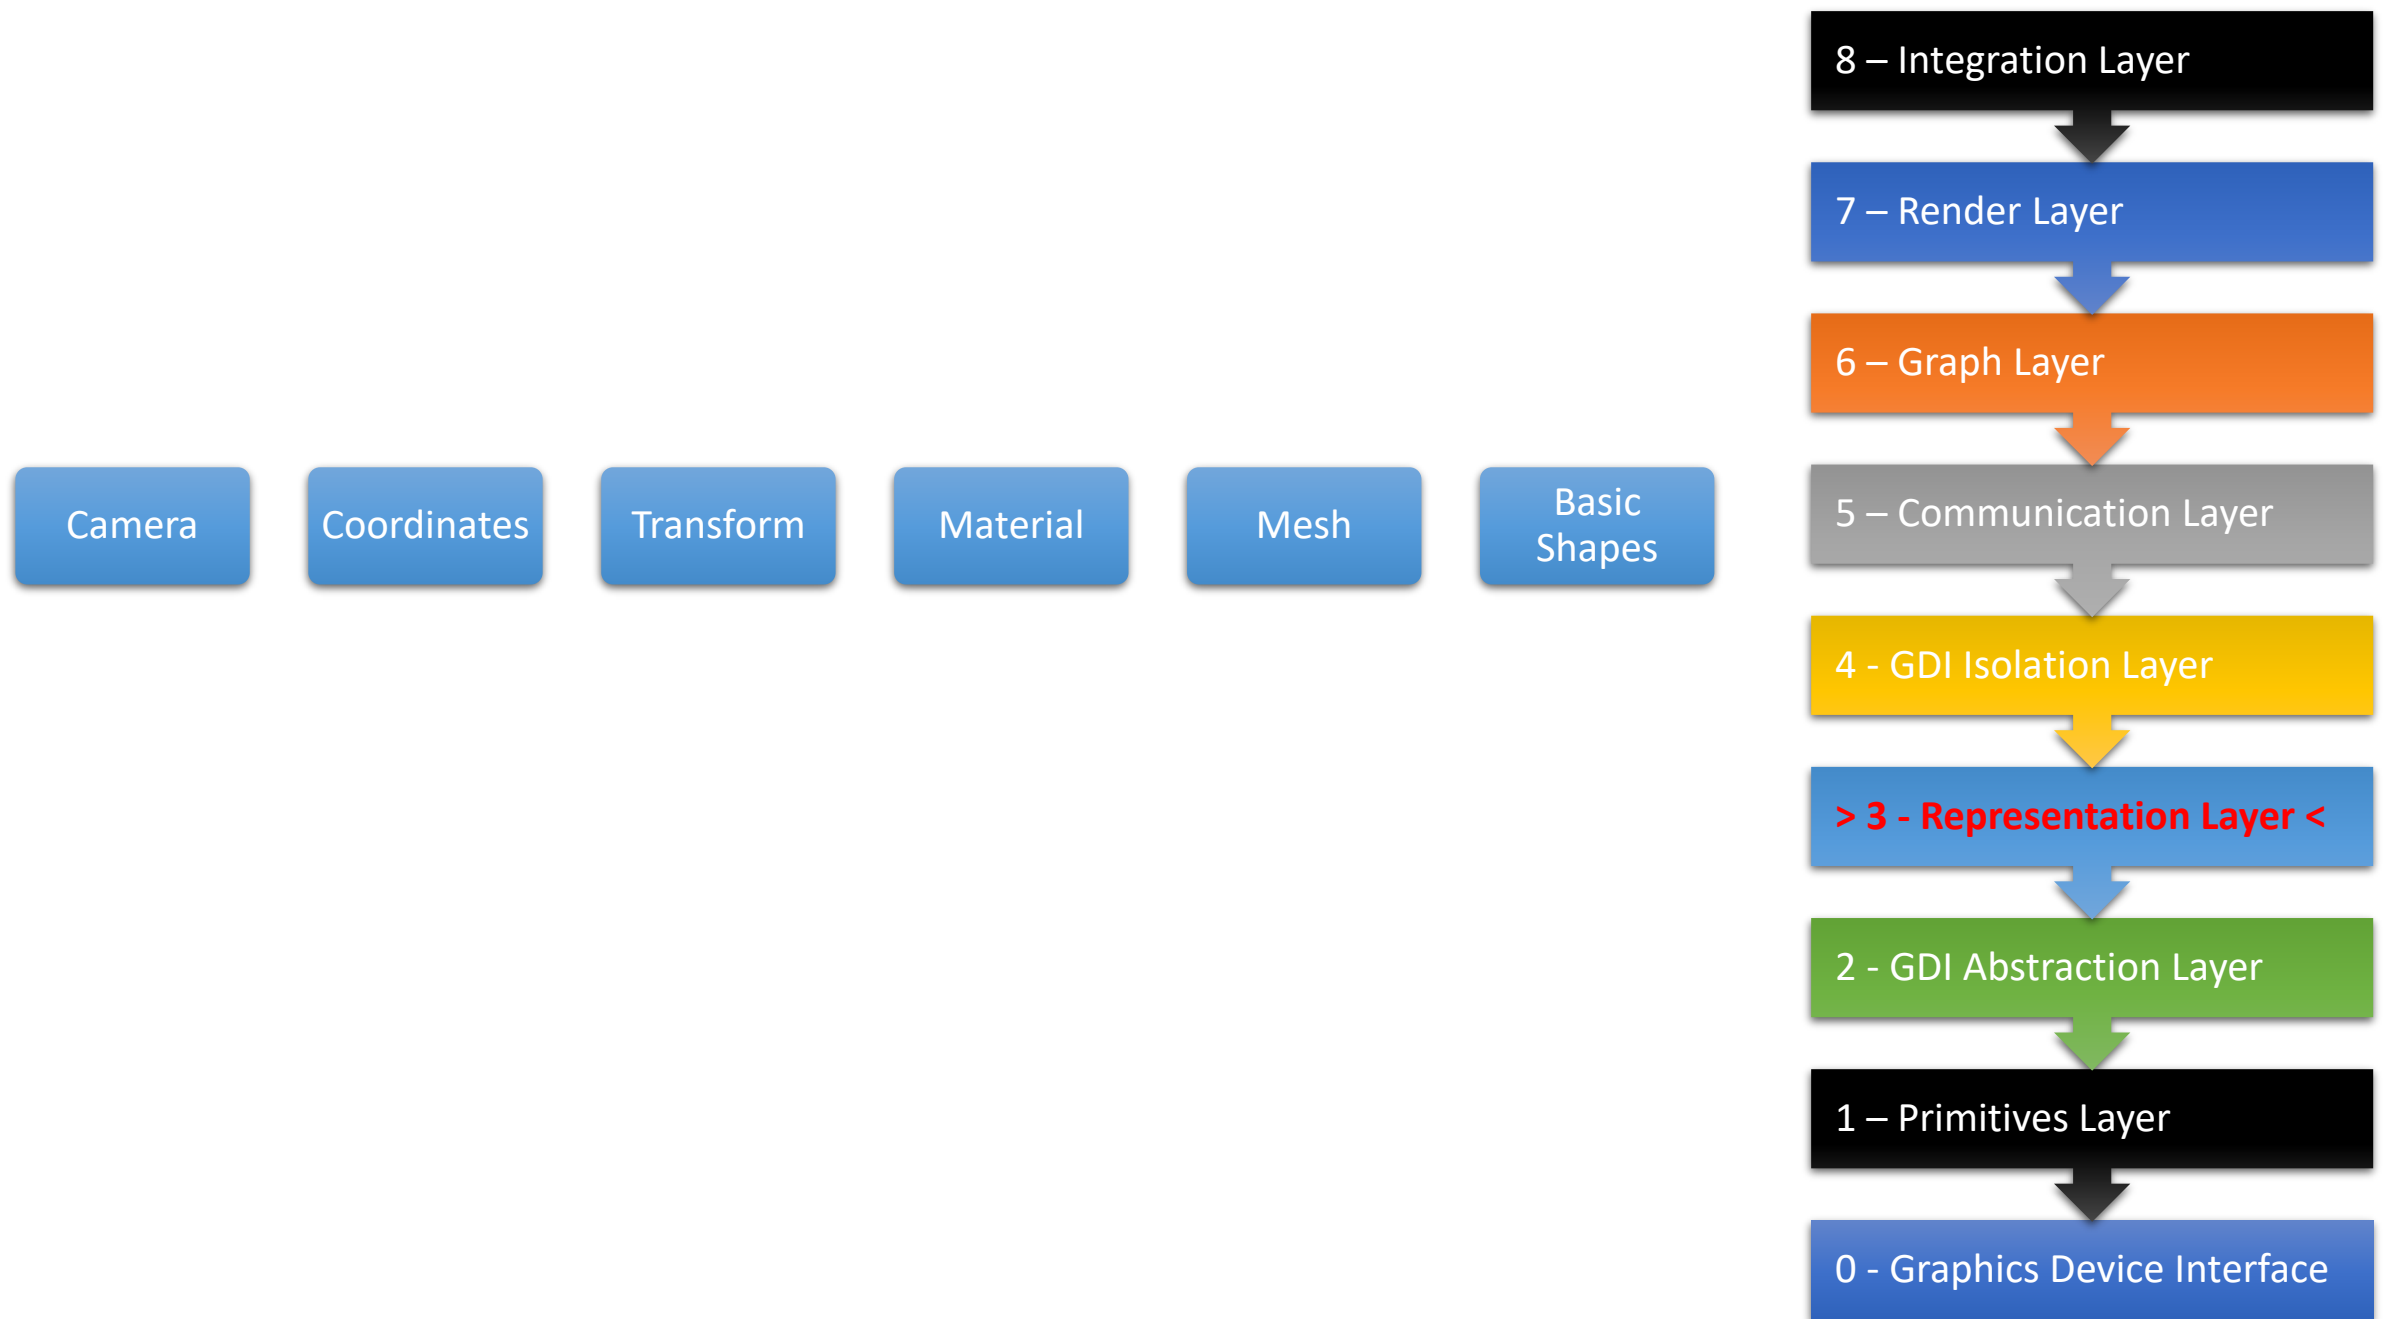 8 – Integration Layer
7 – Render Layer
6 – Graph Layer
Camera
Coordinates
Transform
Material
Mesh
Basic
Shapes
5 – Communication Layer
4 - GDI Isolation Layer
> 3 - Representation Layer <
2 - GDI Abstraction Layer
1 – Primitives Layer
0 - Graphics Device Interface